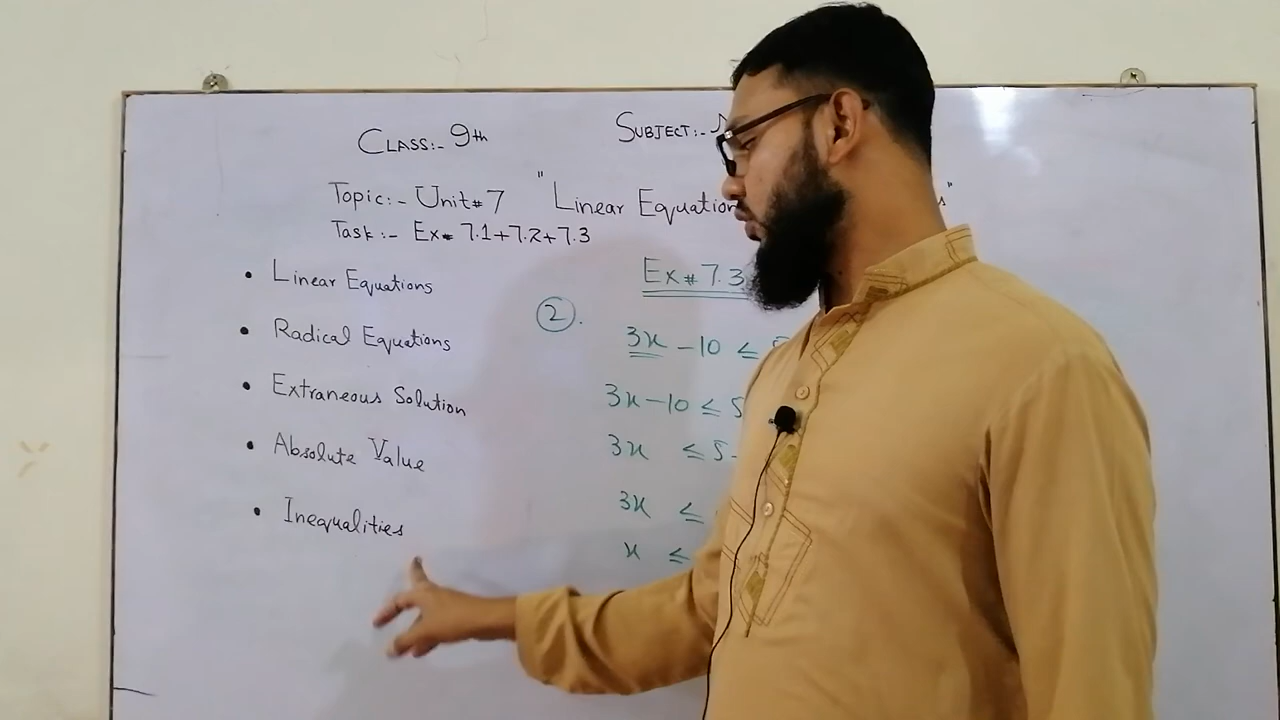 CLASS:- 9th
SUBJECT:-
Topic:- Unit# 7 "Linear Equation
Task:- Ex# 7.1+7.2+7.3
• Linear Equations
• Radical Equations
• Extraneous Solution
• Absolute Value
• Inequalities
Ex# 7.3
2.
3x - 10 ≤ 5
3x - 10 ≤ 5
3x ≤ 5 -
3x ≤
x ≤